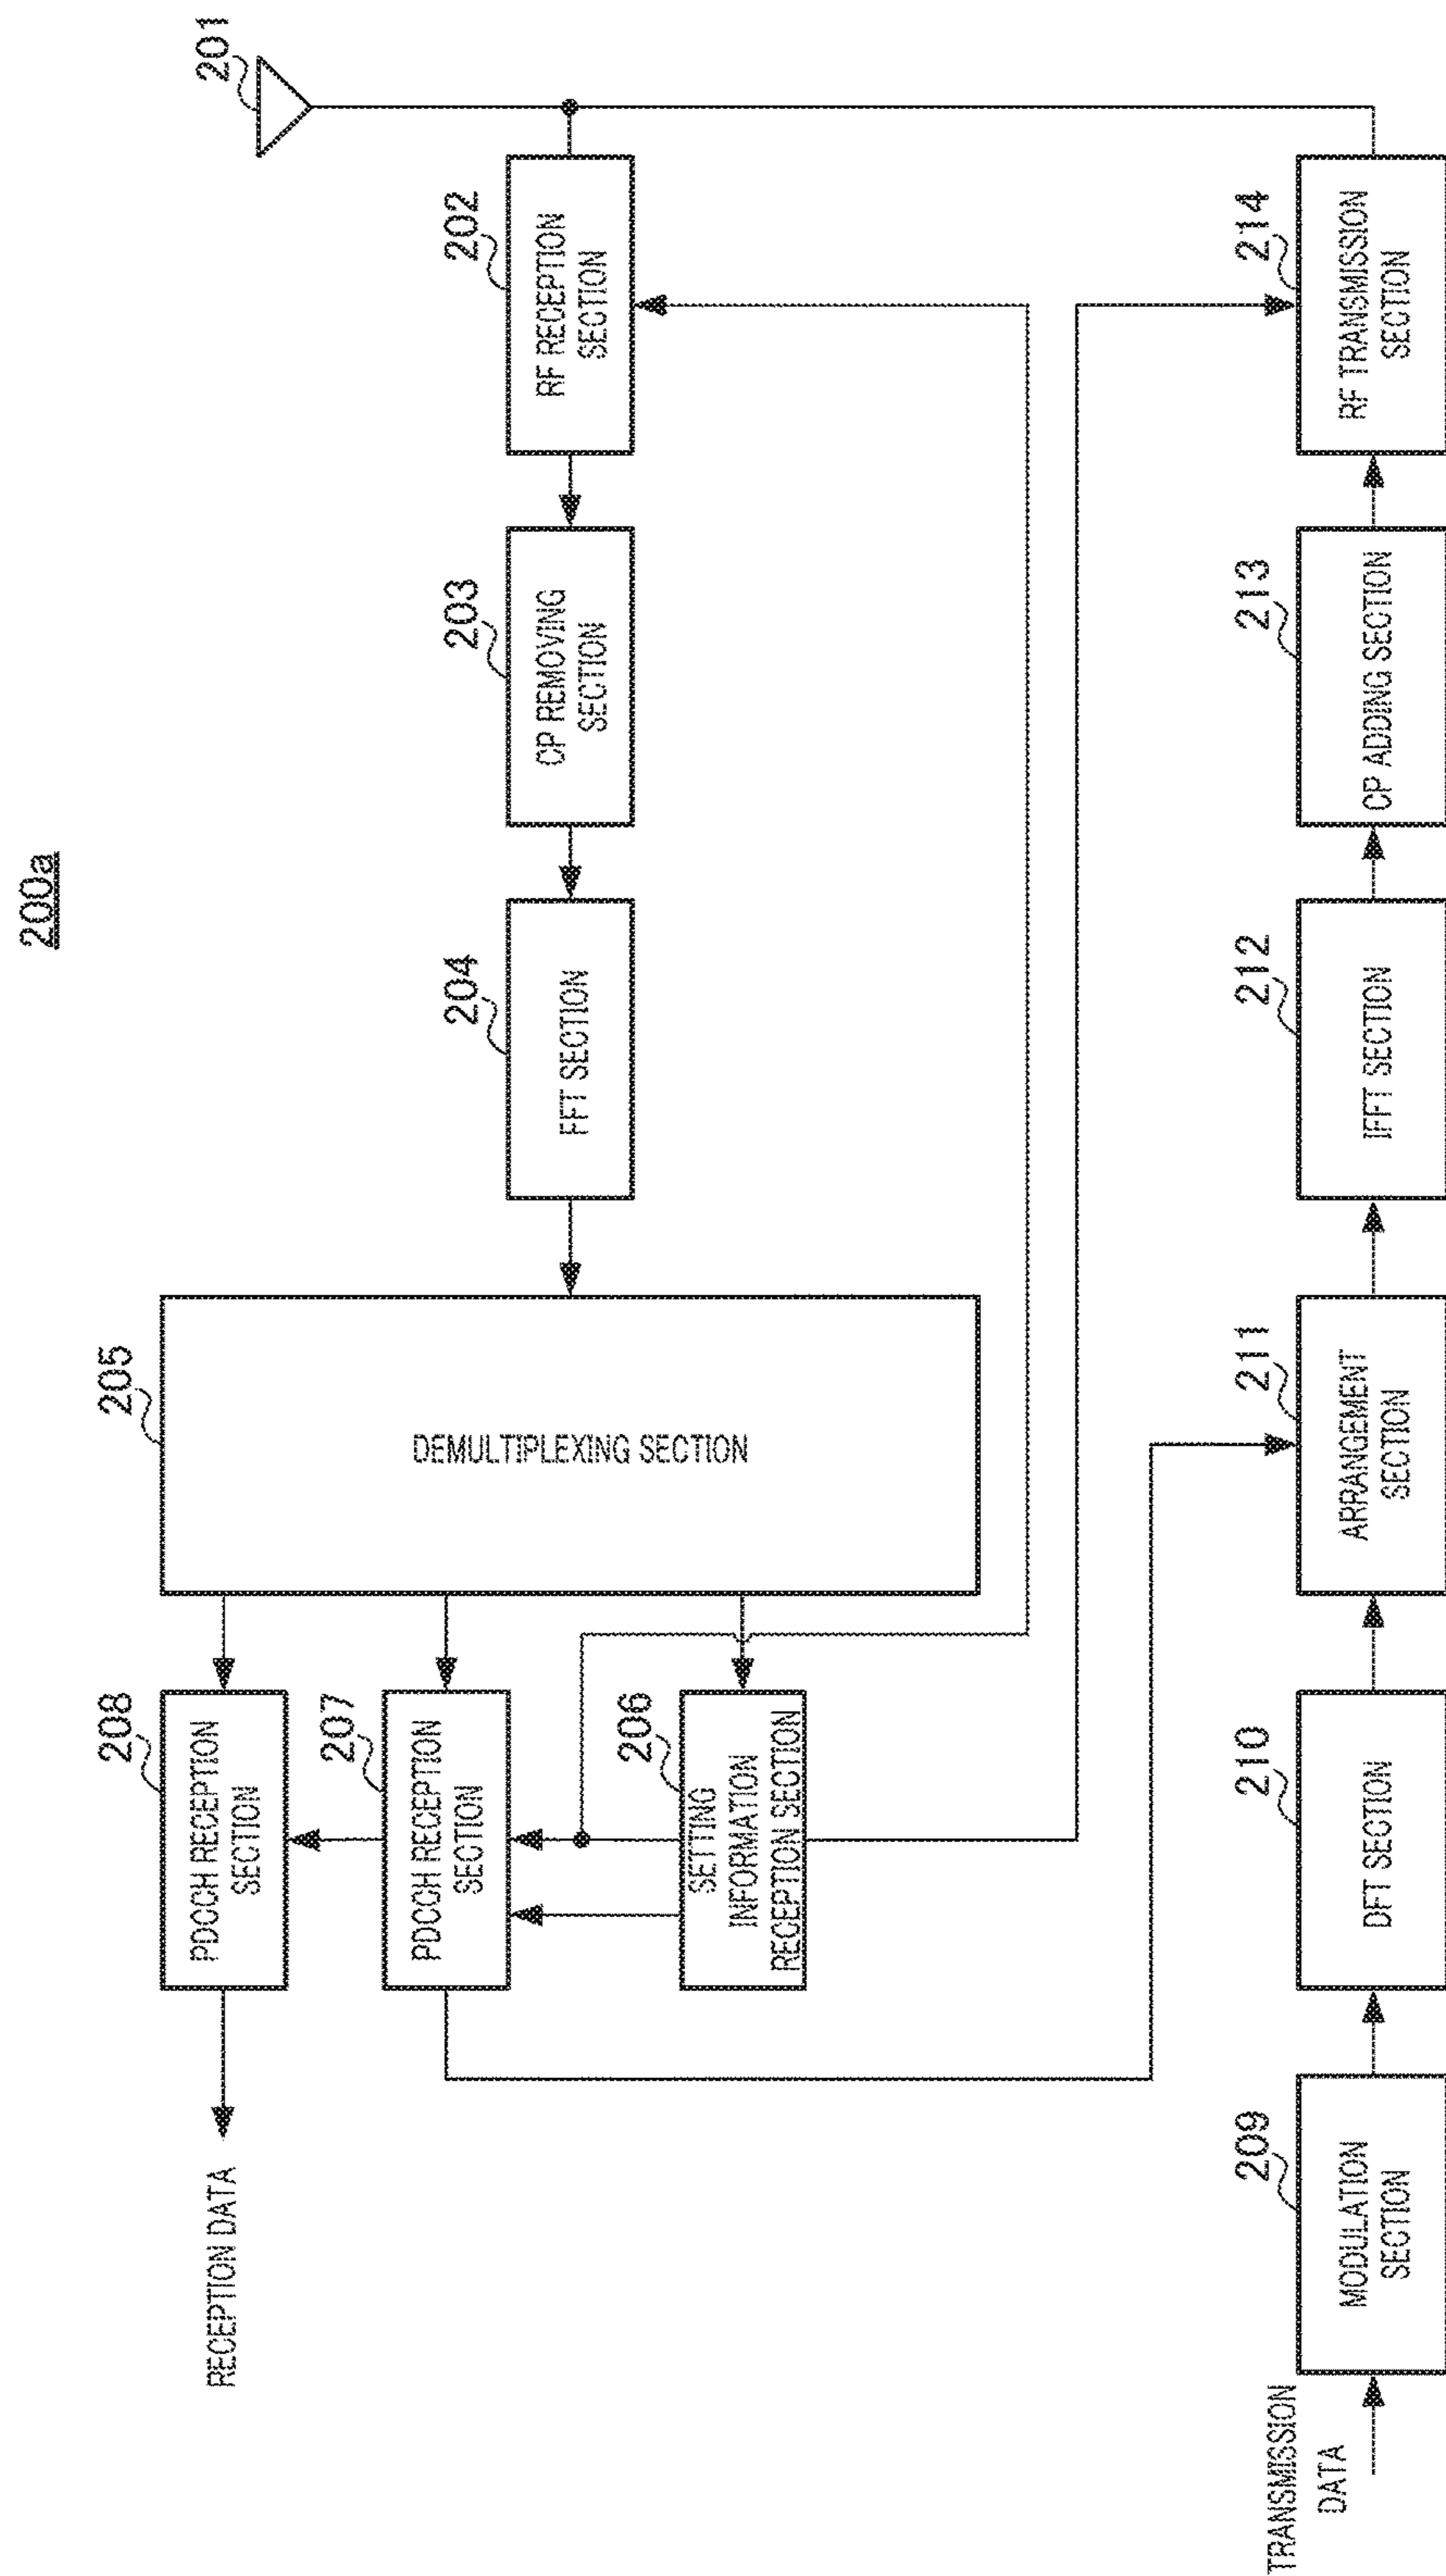 200a
201
RECEPTION DATA
208
PDCCH RECEPTION
SECTION
207
PDCCH RECEPTION
SECTION
206
SETTING
INFORMATION
RECEPTION SECTION
205
DEMULTIPLEXING SECTION
204
FFT SECTION
203
CP REMOVING
SECTION
202
RF RECEPTION
SECTION
TRANSMISSION
DATA
209
MODULATION
SECTION
210
DFT SECTION
211
ARRANGEMENT
SECTION
212
IFFT SECTION
213
CP ADDING SECTION
214
RF TRANSMISSION
SECTION